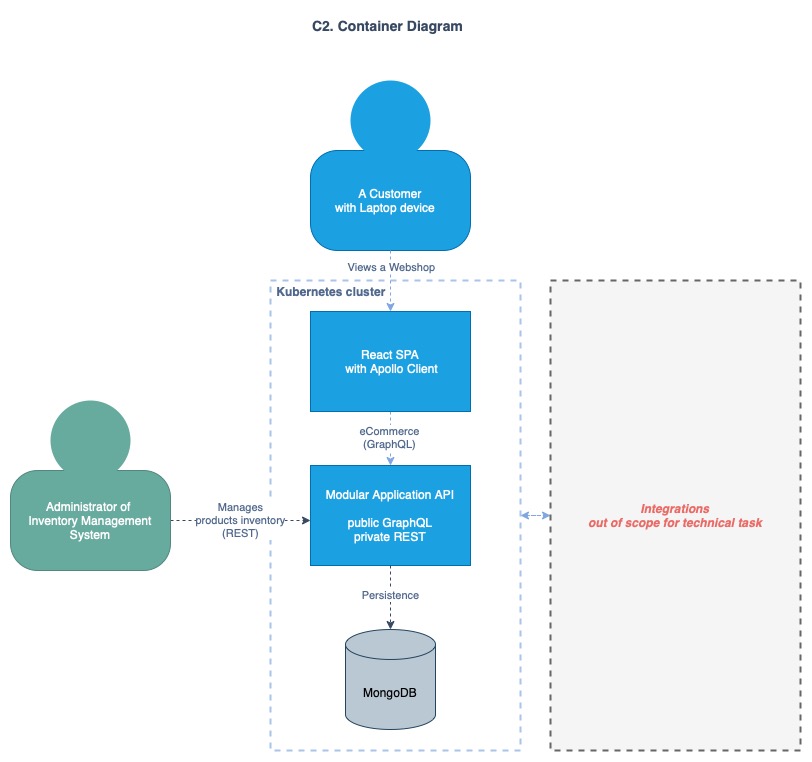 C2. Container Diagram
A Customer
with Laptop device
Views a Webshop
Kubernetes cluster
React SPA
with Apollo Client
eCommerce
(GraphQL)
Administrator of
Inventory Management
System
Manages
products inventory
(REST)
Modular Application API
public GraphQL
private REST
Integrations
out of scope for technical task
Persistence
MongoDB